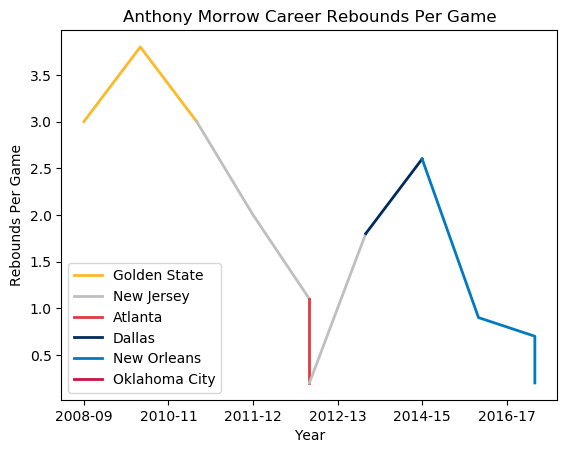 Anthony Morrow Career Rebounds Per Game
Rebounds Per Game
3.5
3.0
2.5
2.0
1.5
1.0
0.5
Golden State
New Jersey
Atlanta
Dallas
New Orleans
Oklahoma City
2008-09 2010-11 2011-12 2012-13 2014-15 2016-17
Year